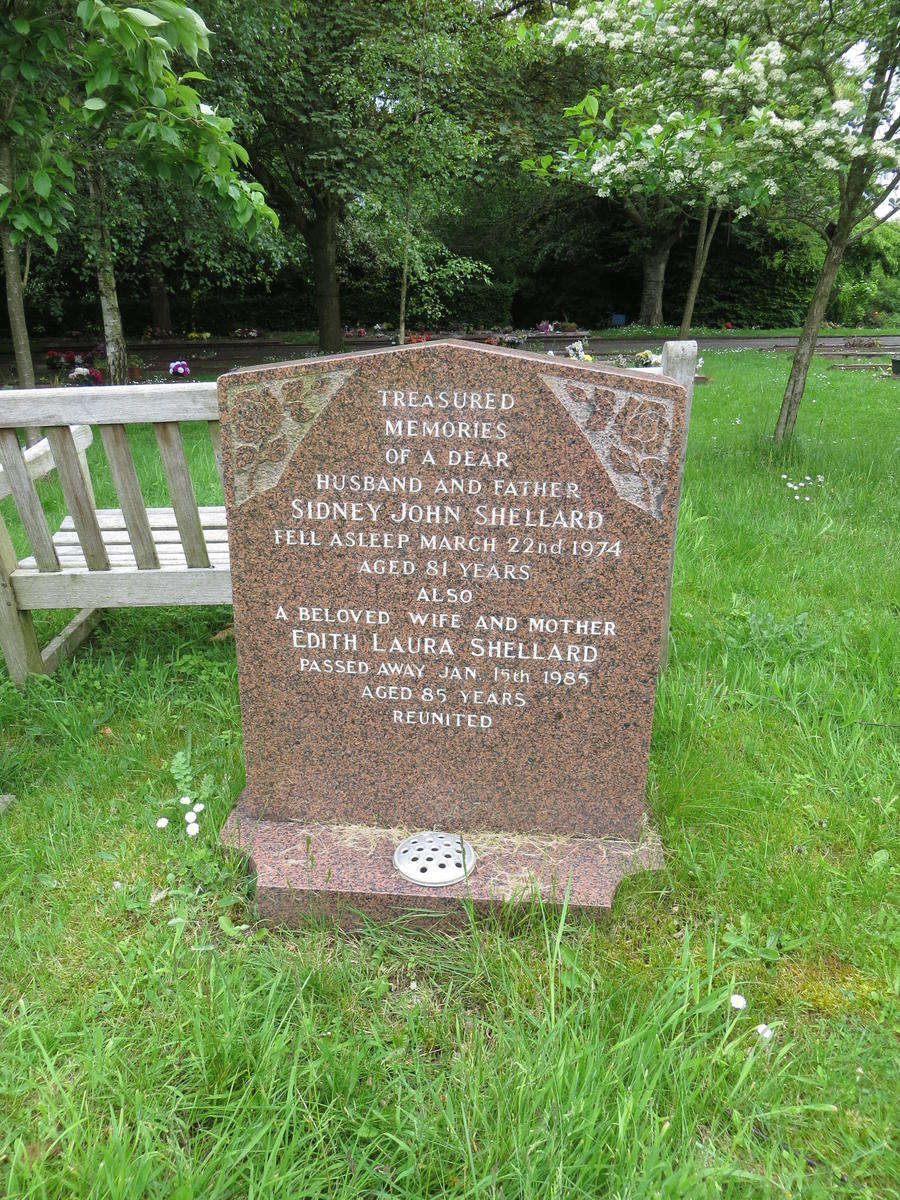 TREASURED
MEMORIES
OF A DEAR
HUSBAND AND FATHER
SIDNEY JOHN SHELLARD
FELL ASLEEP MARCH 22nd 1974
AGED 81 YEARS
ALSO
A BELOVED WIFE AND MOTHER
EDITH LAURA SHELLARD
PASSED AWAY JAN. 15th 1985
AGED 85 YEARS
REUNITED